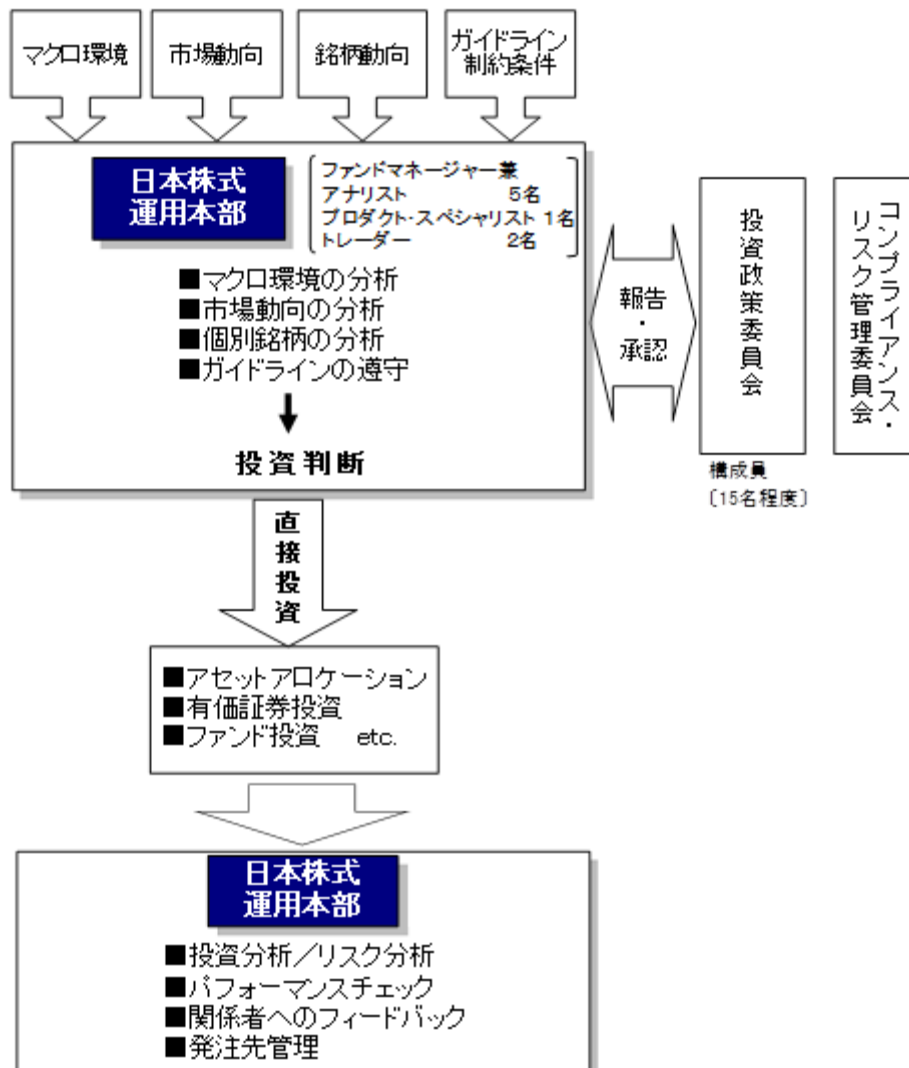 マクロ環境
市場動向
銘柄動向
ガイドライン
制約条件
日本株式
運用本部
ファンドマネージャー兼
アナリスト 5名
プロダクト・スペシャリスト 1名
トレーダー 2名
■マクロ環境の分析
■市場動向の分析
■個別銘柄の分析
■ガイドラインの遵守
投資判断
報告
・
承認
投資政策委員会
構成員
〔15名程度〕
コンプライアンス・
リスク管理委員会
直接投資
■アセットアロケーション
■有価証券投資
■ファンド投資 etc.
日本株式
運用本部
■投資分析／リスク分析
■パフォーマンスチェック
■関係者へのフィードバック
■発注先管理